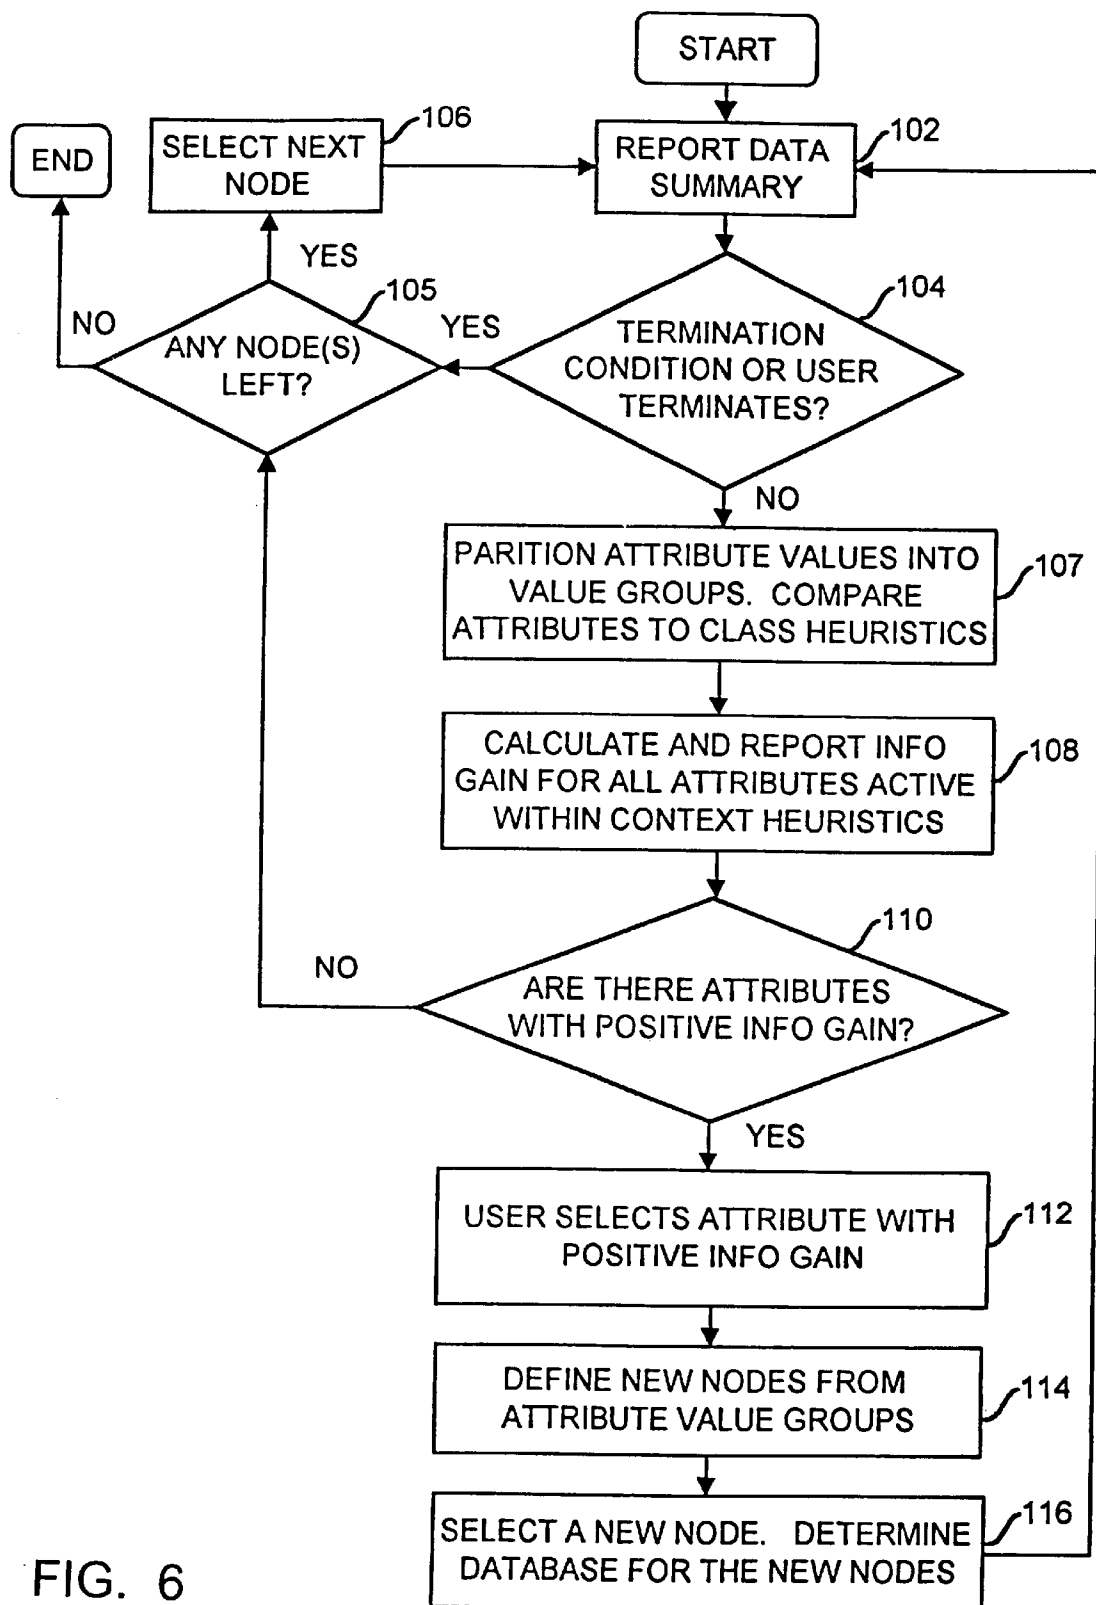 START
106
SELECT NEXT
NODE
END
REPORT DATA
SUMMARY
102
YES
105
104
NO
YES
ANY NODE(S)
LEFT?
TERMINATION
CONDITION OR USER
TERMINATES?
NO
PARITION ATTRIBUTE VALUES INTO
VALUE GROUPS. COMPARE
ATTRIBUTES TO CLASS HEURISTICS
107
CALCULATE AND REPORT INFO
GAIN FOR ALL ATTRIBUTES ACTIVE
WITHIN CONTEXT HEURISTICS
108
110
NO
ARE THERE ATTRIBUTES
WITH POSITIVE INFO GAIN?
YES
USER SELECTS ATTRIBUTE WITH
POSITIVE INFO GAIN
112
DEFINE NEW NODES FROM
ATTRIBUTE VALUE GROUPS
114
SELECT A NEW NODE. DETERMINE
DATABASE FOR THE NEW NODES
116
FIG. 6